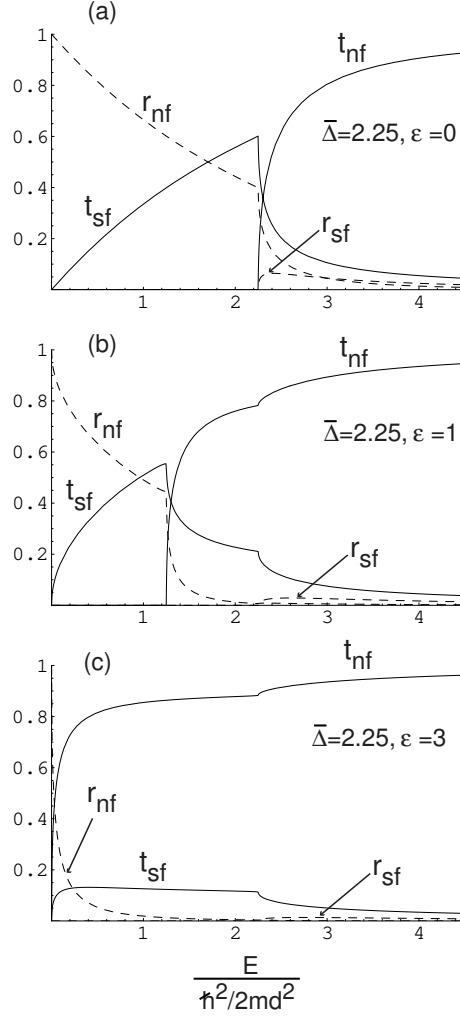 (a)
1
t_nf
0.8
r_nf
Δ̄=2.25, ε=0
0.6
t_sf
r_sf
0.4
0.2
1 2 3 4
(b)
1
t_nf
0.8
r_nf
Δ̄=2.25, ε=1
0.6
t_sf
0.4
r_sf
0.2
1 2 3 4
(c)
t_nf
1
0.8
Δ̄=2.25, ε=3
0.6
r_nf
0.4
t_sf
r_sf
0.2
1 2 3 4
E
ħ²/2md²